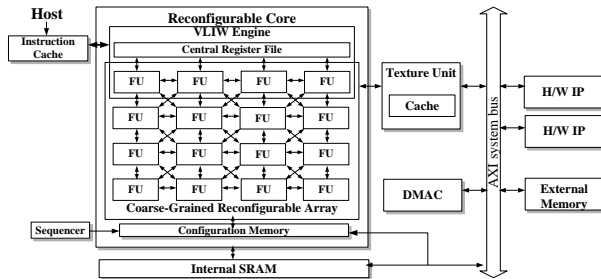 Host
Instruction
Cache
Reconfigurable Core
VLIW Engine
Central Register File
FU FU FU FU
FU FU FU FU
FU FU FU FU
FU FU FU FU
Coarse-Grained Reconfigurable Array
Sequencer
Configuration Memory
Internal SRAM
Texture Unit
Cache
DMAC
AXI system bus
H/W IP
H/W IP
External
Memory